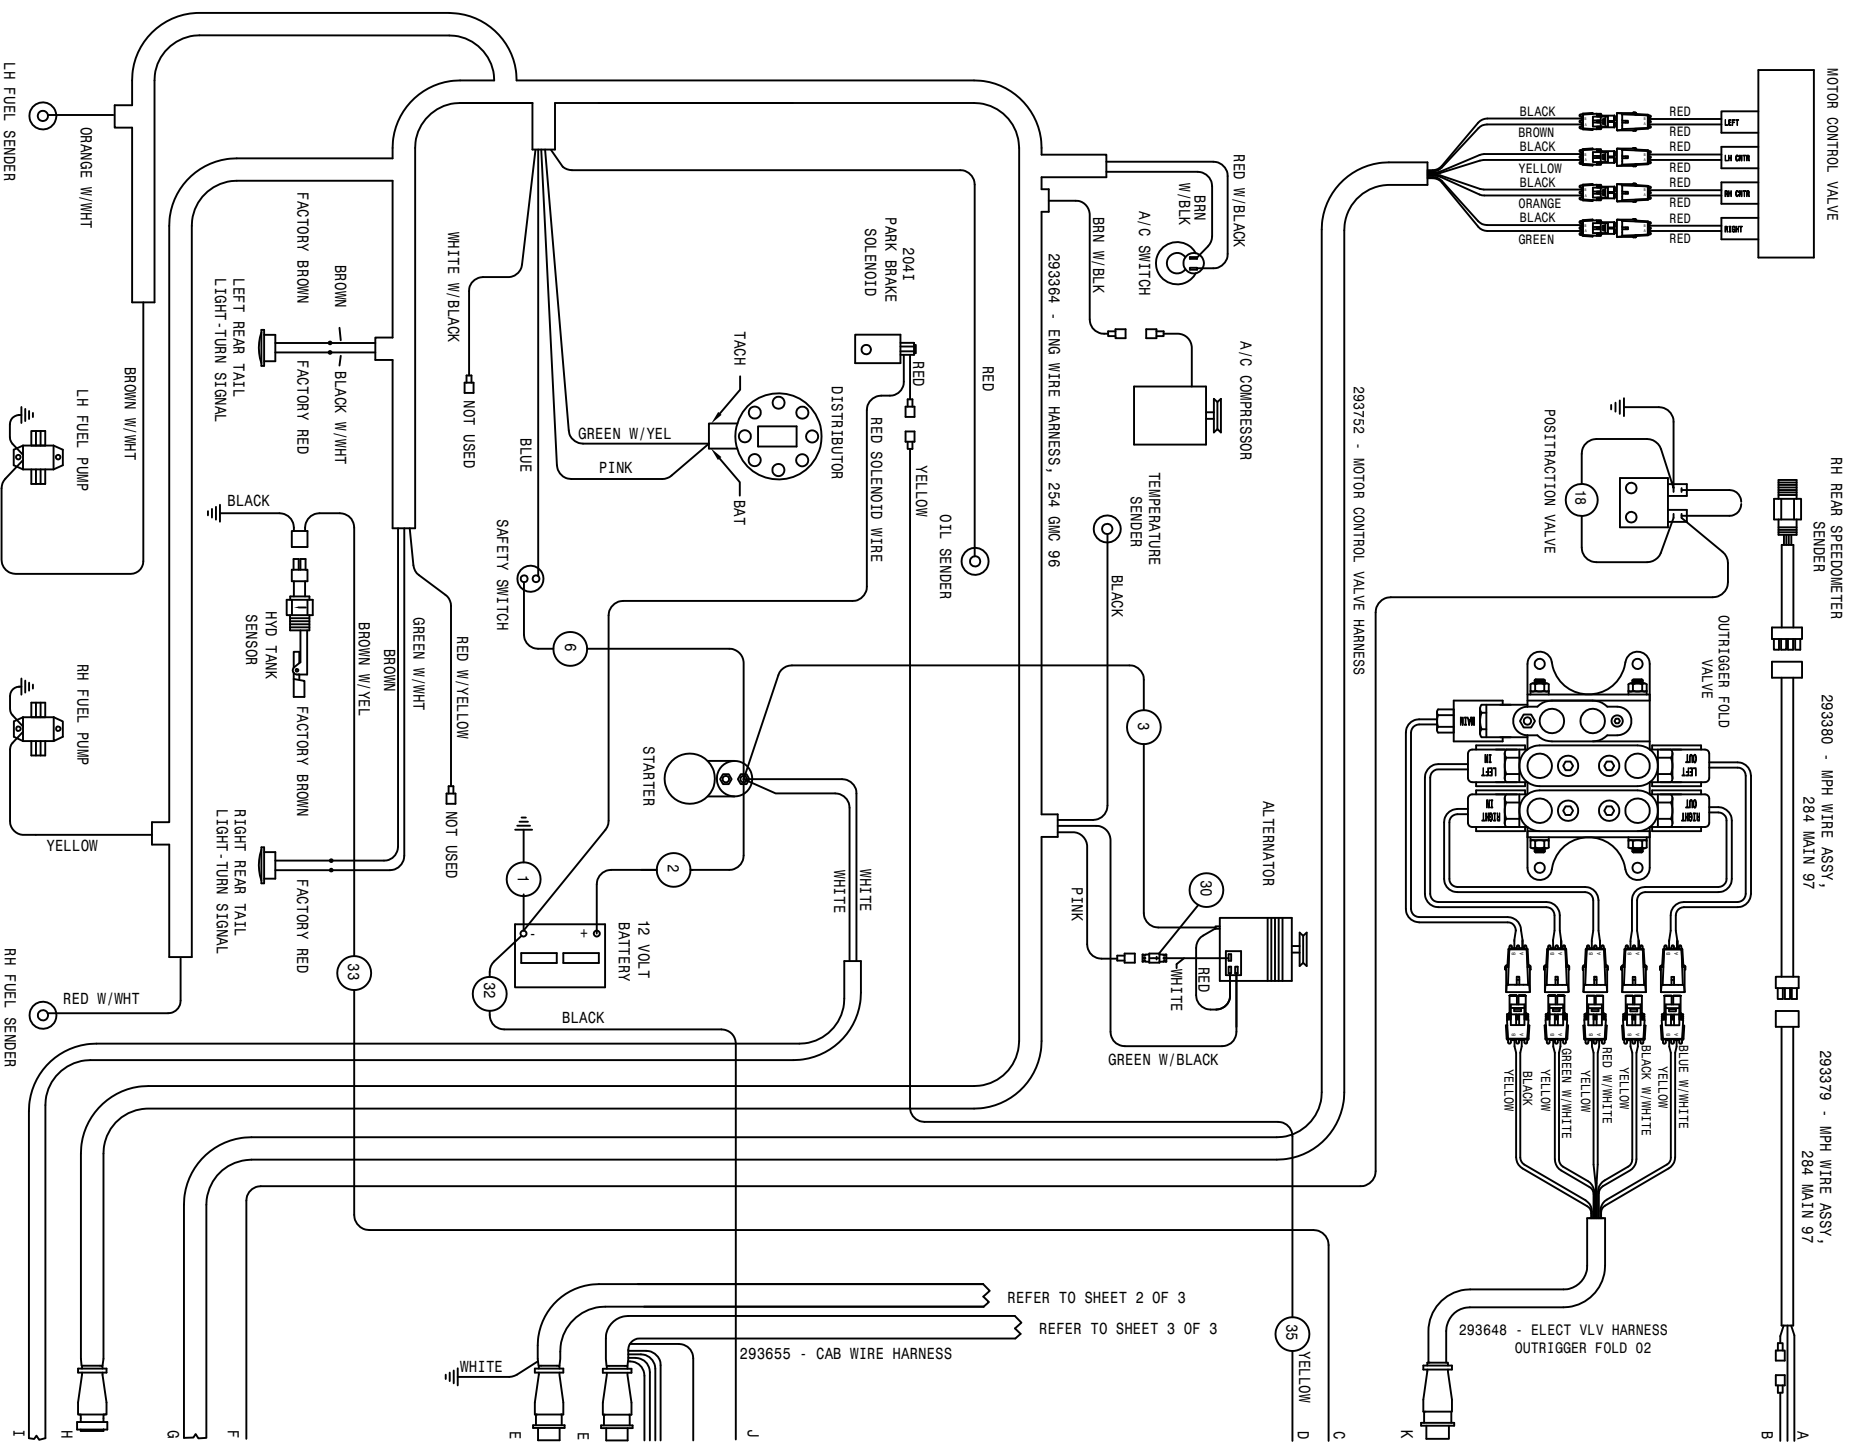 MOTOR CONTROL VALVE
LEFT
LH CNTR
RH CNTR
RIGHT
RED
RED
RED
RED
RED
RED
RED
RED
BLACK
BROWN
BLACK
YELLOW
BLACK
ORANGE
BLACK
GREEN
293752 - MOTOR CONTROL VALVE HARNESS
POSITRACTION VALVE
18
RH REAR SPEEDOMETER
SENDER
293380 - MPH WIRE ASSY,
284 MAIN 97
293379 - MPH WIRE ASSY,
284 MAIN 97
OUTRIGGER FOLD
VALVE
MAIN
LEFT
IN
LEFT
OUT
RIGHT
IN
RIGHT
OUT
BLUE W/WHITE
YELLOW
BLACK W/WHITE
YELLOW
RED W/WHITE
YELLOW
GREEN W/WHITE
YELLOW
BLACK
YELLOW
293648 - ELECT VLV HARNESS
OUTRIGGER FOLD 02
RED W/BLACK
BRN
W/BLK
A/C SWITCH
BRN W/BLK
A/C COMPRESSOR
293364 - ENG WIRE HARNESS, 254 GMC 96
TEMPERATURE
SENDER
BLACK
3
ALTERNATOR
30
PINK
WHITE
RED
GREEN W/BLACK
RED
OIL SENDER
204I
PARK BRAKE
SOLENOID
RED
YELLOW
RED SOLENOID WIRE
DISTRIBUTOR
TACH
BAT
GREEN W/YEL
PINK
BLUE
WHITE W/BLACK
NOT USED
SAFETY SWITCH
6
STARTER
2
1
12 VOLT
BATTERY
- +
32
BLACK
WHITE
WHITE
LH FUEL SENDER
ORANGE W/WHT
BROWN W/WHT
LH FUEL PUMP
FACTORY BROWN
BROWN
BLACK W/WHT
FACTORY RED
LEFT REAR TAIL
LIGHT-TURN SIGNAL
BLACK
HYD TANK
SENSOR
FACTORY BROWN
BROWN W/YEL
BROWN
GREEN W/WHT
RED W/YELLOW
NOT USED
RH FUEL PUMP
YELLOW
RIGHT REAR TAIL
LIGHT-TURN SIGNAL
FACTORY RED
RH FUEL SENDER
RED W/WHT
33
REFER TO SHEET 2 OF 3
REFER TO SHEET 3 OF 3
293655 - CAB WIRE HARNESS
WHITE
35
YELLOW
I
H
G
F
E
E
J
D
C
K
B
A